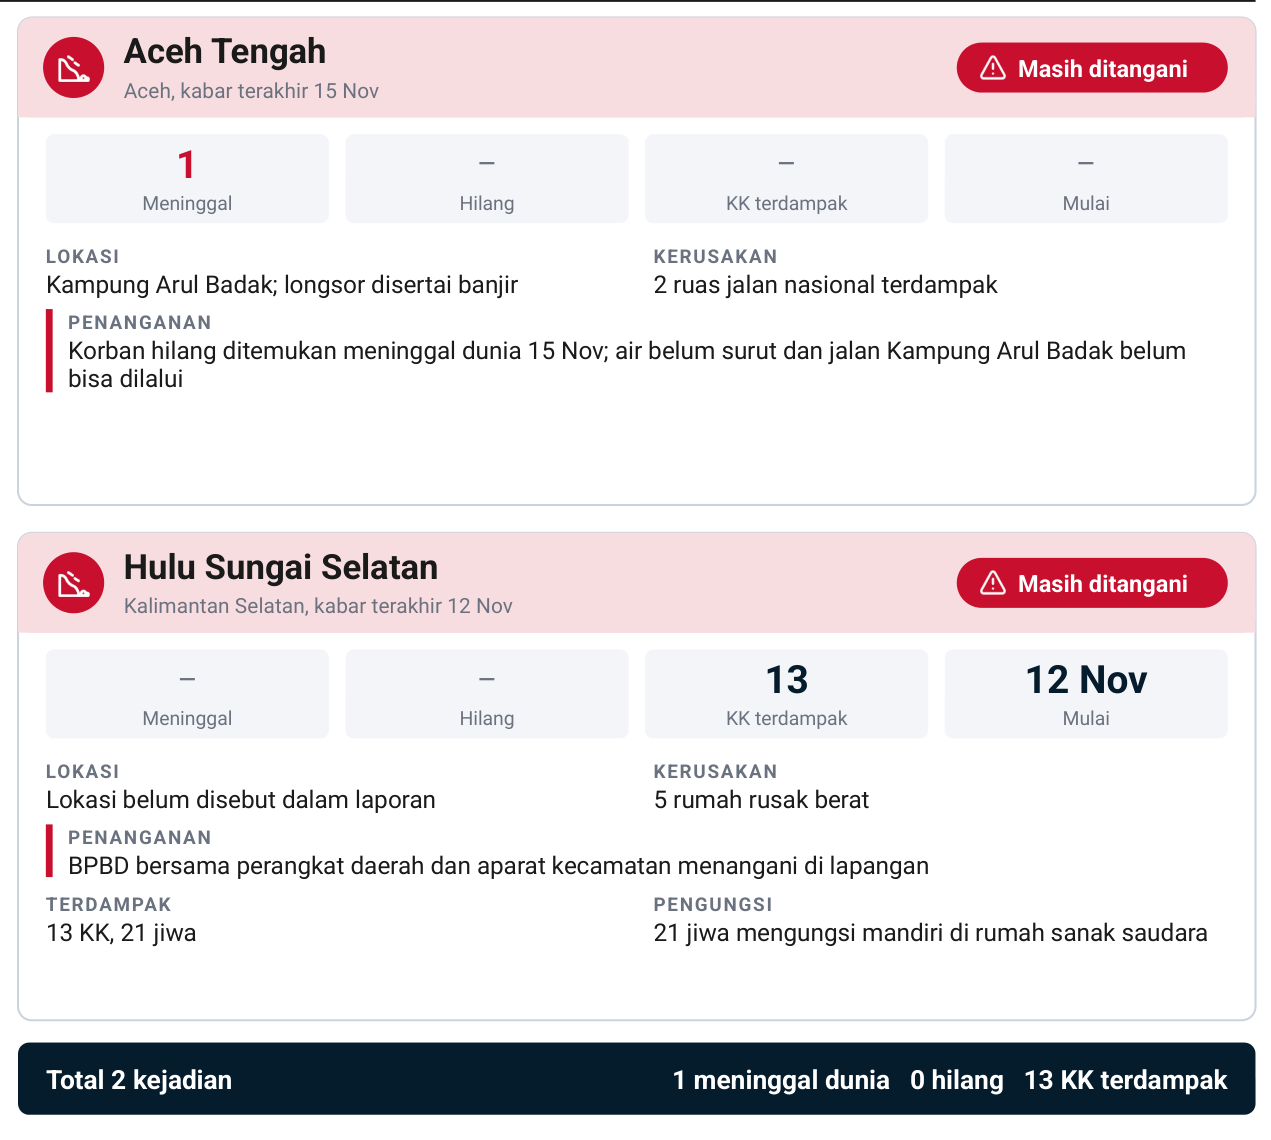 Aceh Tengah
Aceh, kabar terakhir 15 Nov
Masih ditangani
1
Meninggal
–
Hilang
–
KK terdampak
–
Mulai
LOKASI
Kampung Arul Badak; longsor disertai banjir
KERUSAKAN
2 ruas jalan nasional terdampak
PENANGANAN
Korban hilang ditemukan meninggal dunia 15 Nov; air belum surut dan jalan Kampung Arul Badak belum
bisa dilalui
Hulu Sungai Selatan
Kalimantan Selatan, kabar terakhir 12 Nov
Masih ditangani
–
Meninggal
–
Hilang
13
KK terdampak
12 Nov
Mulai
LOKASI
Lokasi belum disebut dalam laporan
KERUSAKAN
5 rumah rusak berat
PENANGANAN
BPBD bersama perangkat daerah dan aparat kecamatan menangani di lapangan
TERDAMPAK
13 KK, 21 jiwa
PENGUNGSI
21 jiwa mengungsi mandiri di rumah sanak saudara
Total 2 kejadian
1 meninggal dunia 0 hilang 13 KK terdampak